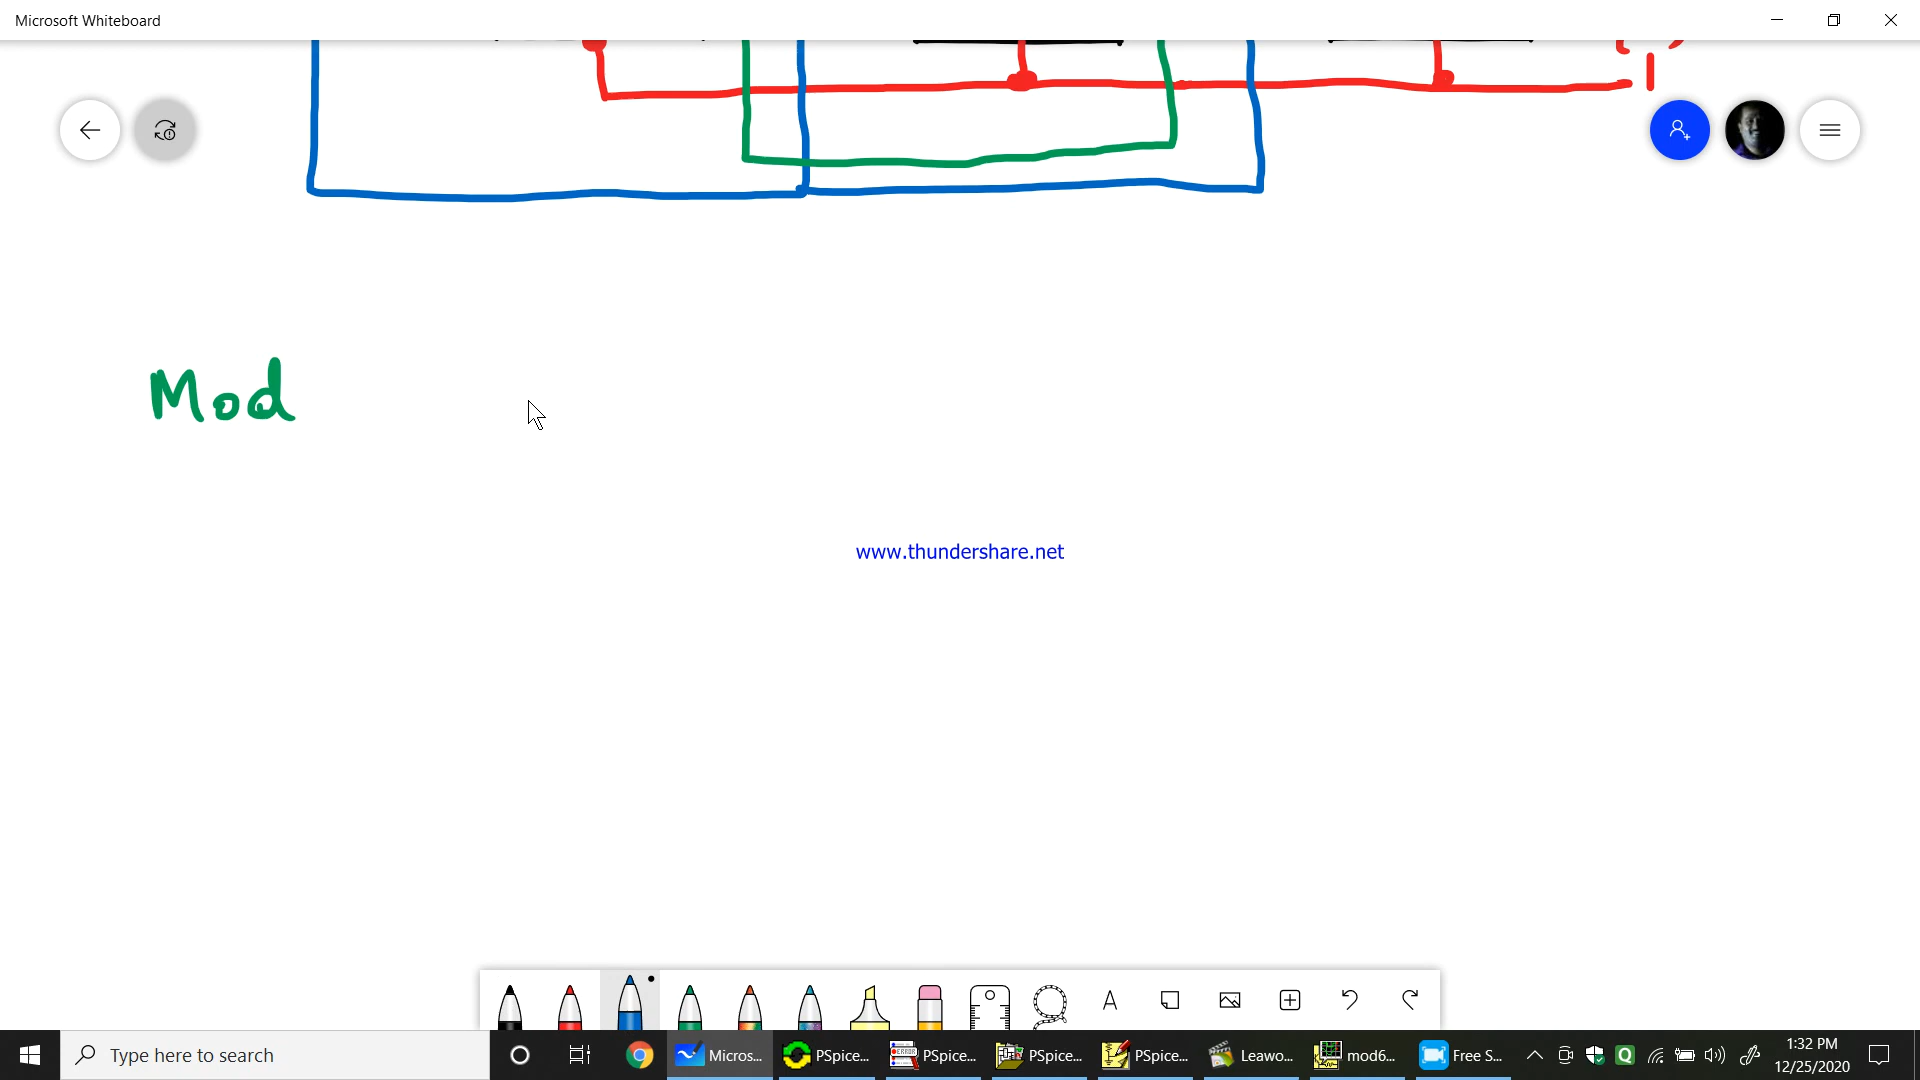 Microsoft Whiteboard
Mod
www.thundershare.net
A
Type here to search
Micros...
PSpice...
PSpice...
PSpice...
PSpice...
Leawo...
mod6...
Free S...
1:32 PM
12/25/2020